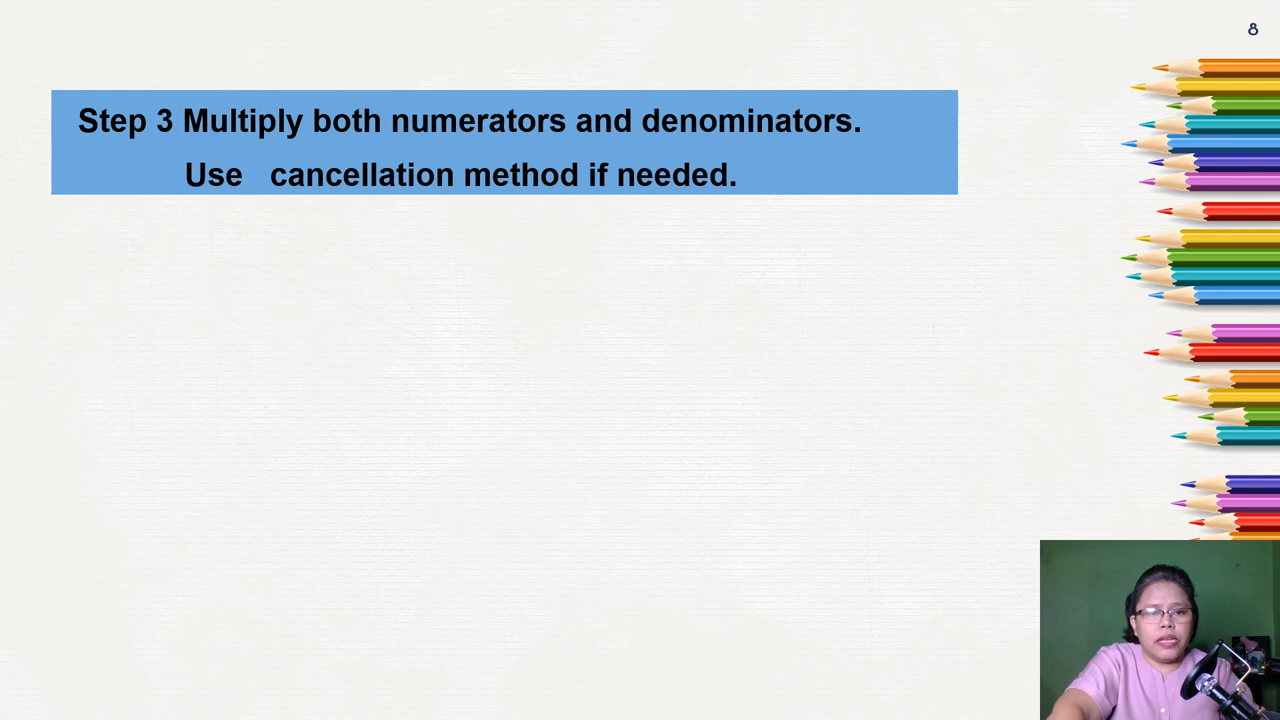 8
Step 3 Multiply both numerators and denominators.
Use cancellation method if needed.